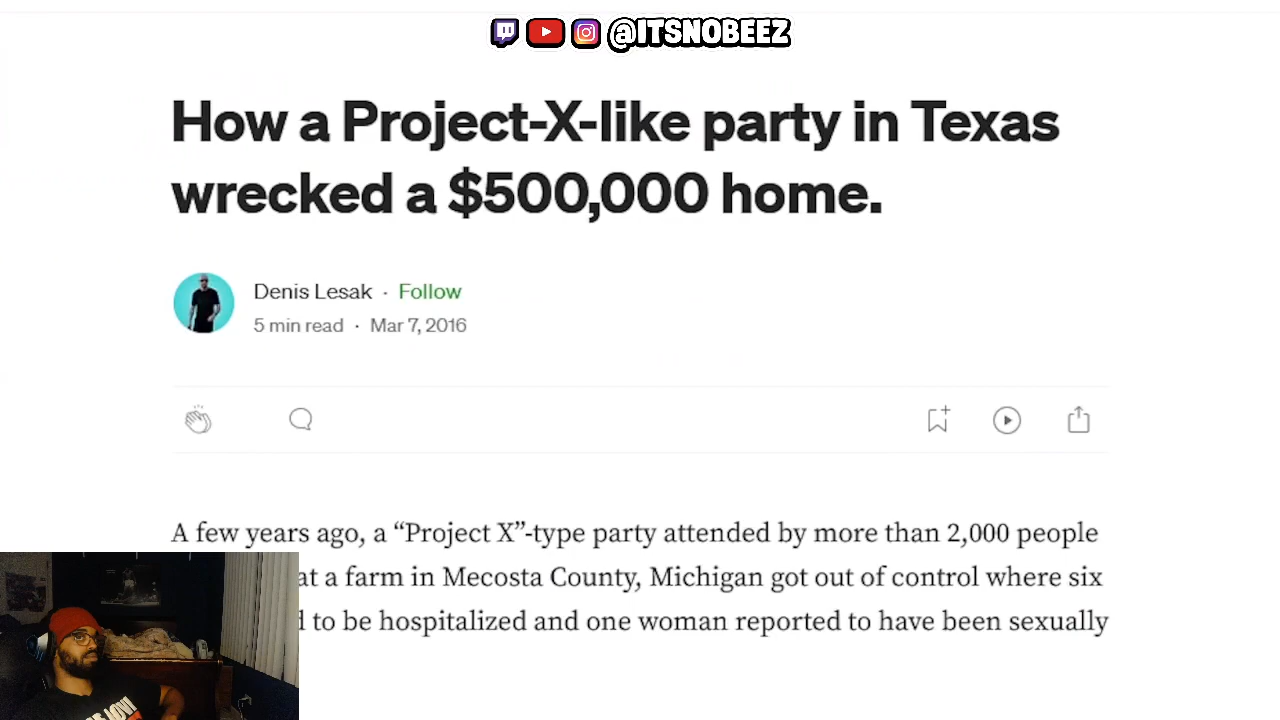 @ITSNOBEEZ
How a Project-X-like party in Texas
wrecked a $500,000 home.
Denis Lesak · Follow
5 min read · Mar 7, 2016
A few years ago, a “Project X”-type party attended by more than 2,000 people
at a farm in Mecosta County, Michigan got out of control where six
to be hospitalized and one woman reported to have been sexually